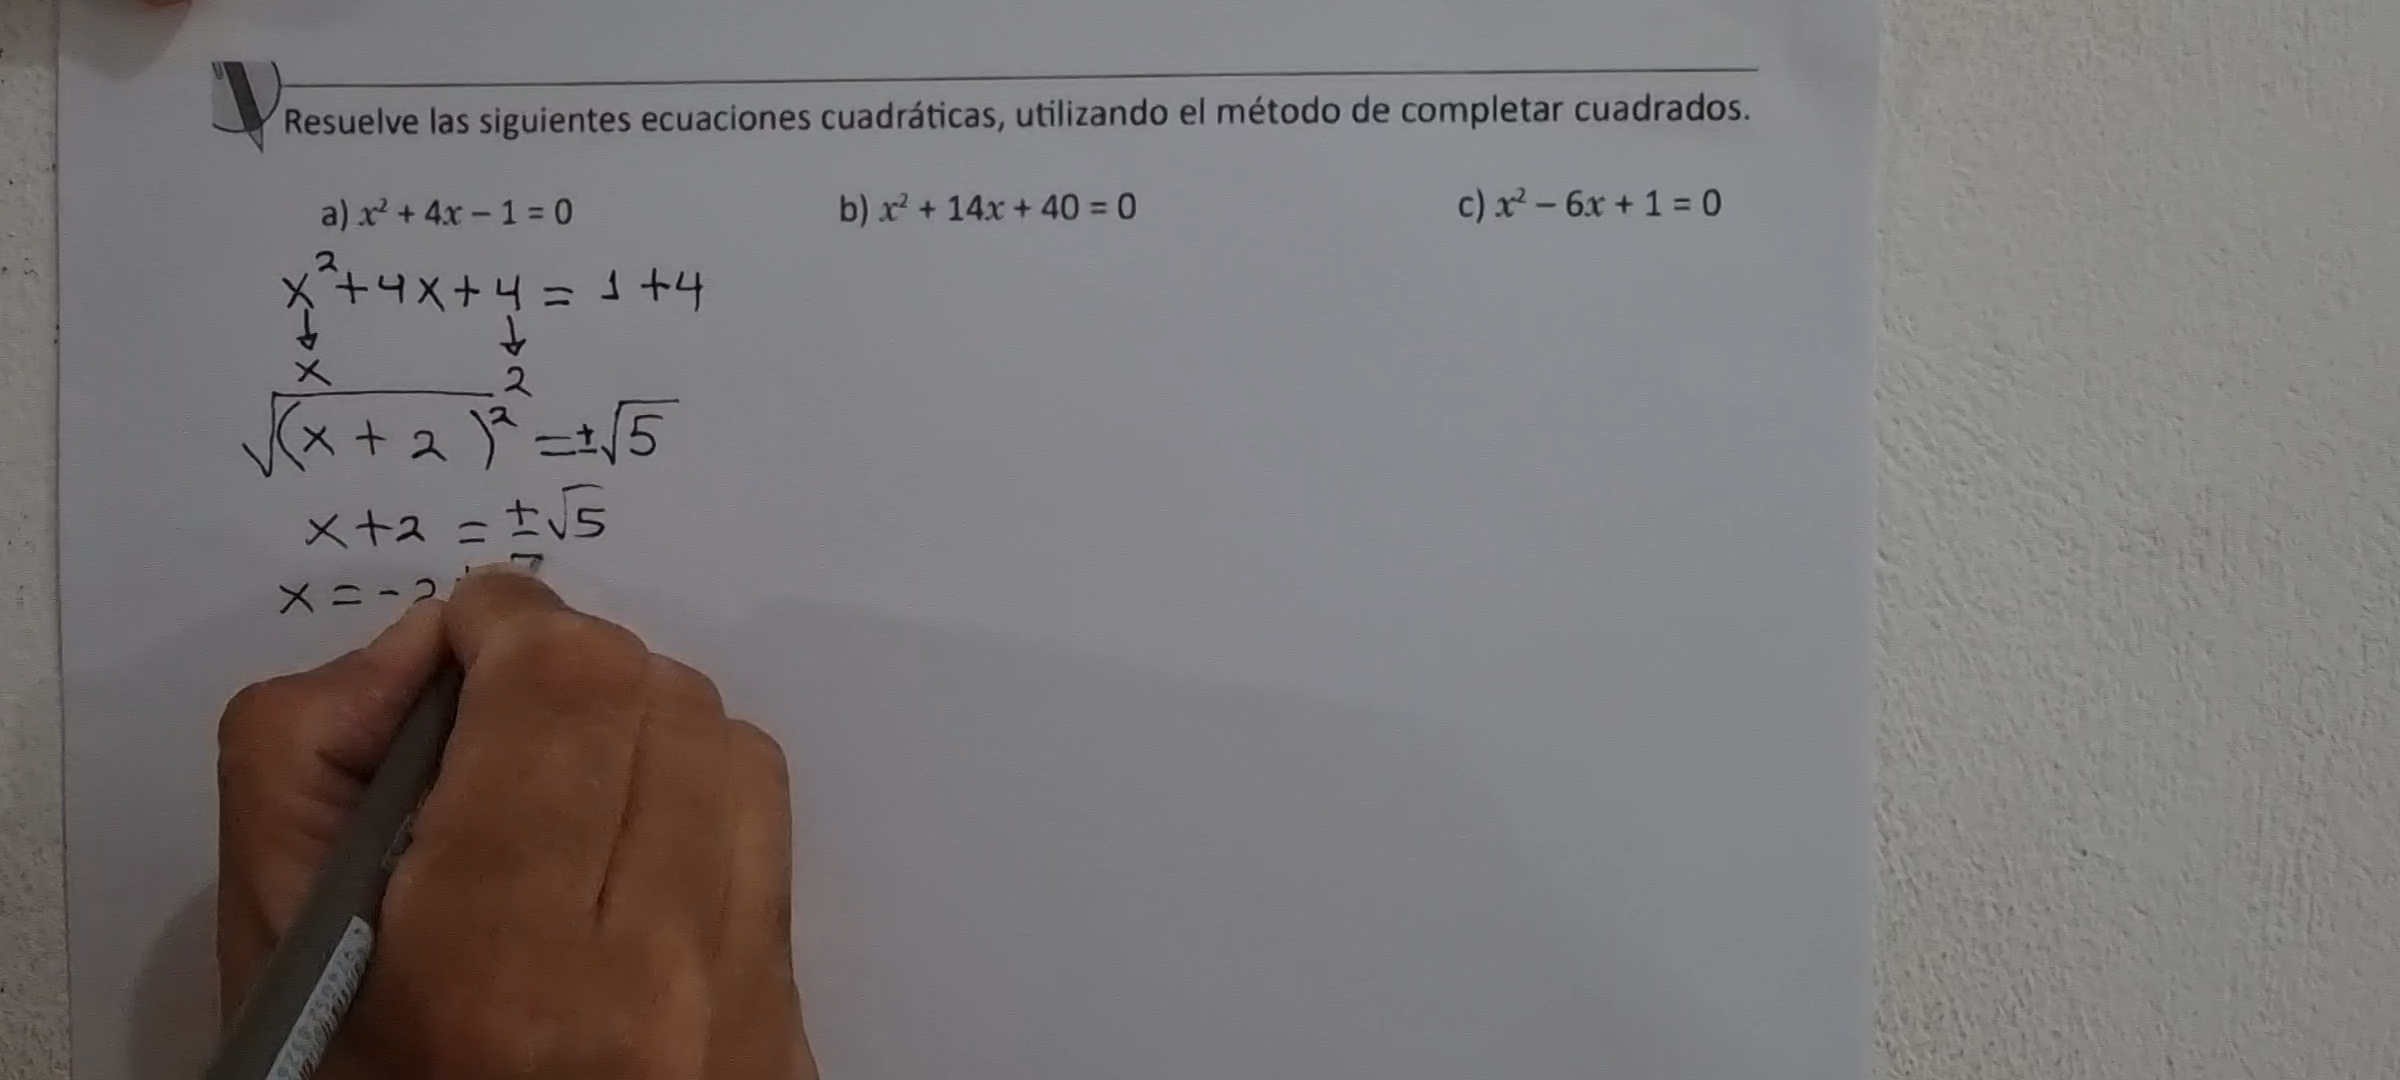 Resuelve las siguientes ecuaciones cuadráticas, utilizando el método de completar cuadrados.
a) x² + 4x – 1 = 0 b) x² + 14x + 40 = 0 c) x² – 6x + 1 = 0
x² + 4x + 4 = 1 + 4
↓ ↓
x 2
√(x + 2)² = ±√5
x + 2 = ±√5
x = -2